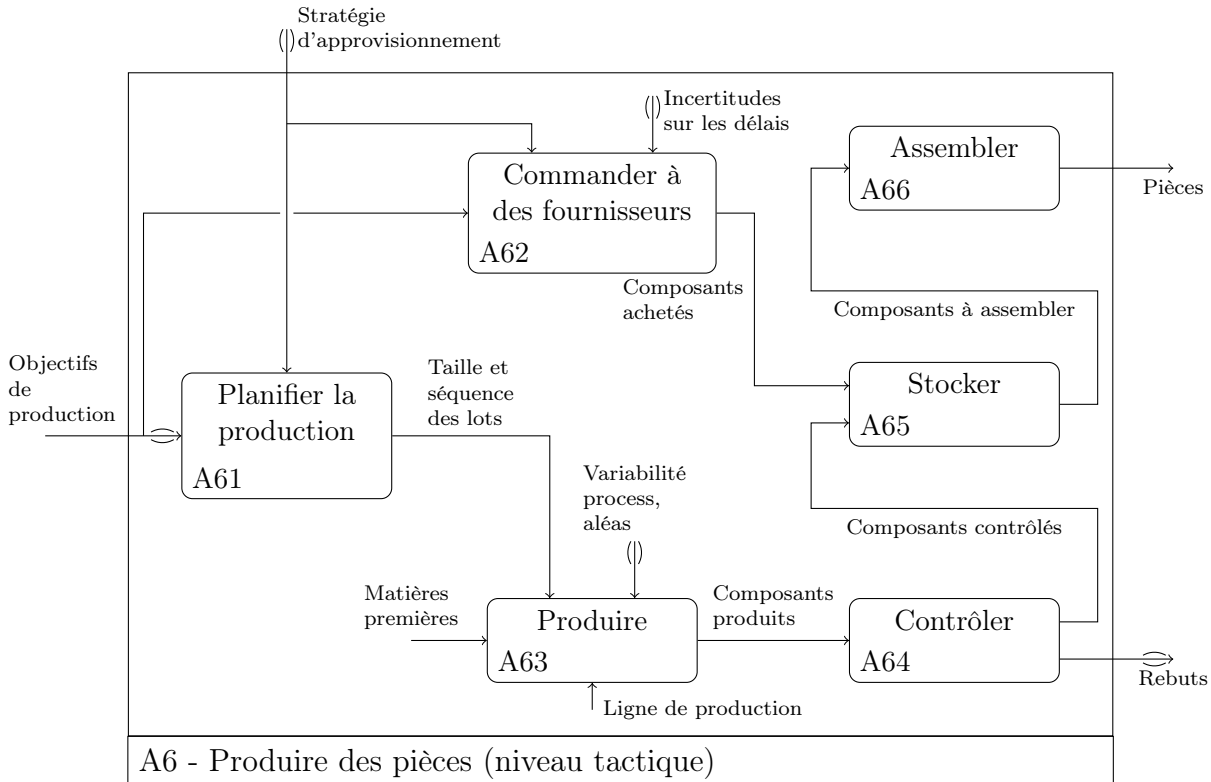 Stratégie
d'approvisionnement
Incertitudes
sur les délais
Assembler
A66
Pièces
Commander à
des fournisseurs
A62
Composants
achetés
Composants à assembler
Objectifs
de
production
Planifier la
production
A61
Taille et
séquence
des lots
Stocker
A65
Variabilité
process,
aléas
Composants contrôlés
Matières
premières
Produire
A63
Composants
produits
Contrôler
A64
Rebuts
Ligne de production
A6 - Produire des pièces (niveau tactique)